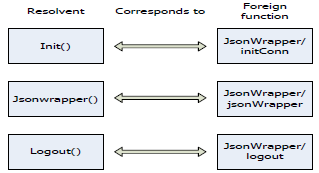 Resolvent
Corresponds to
Foreign
function
Init()
JsonWrapper/
initConn
Jsonwrapper()
JsonWrapper/
jsonWrapper
Logout()
JsonWrapper/
logout